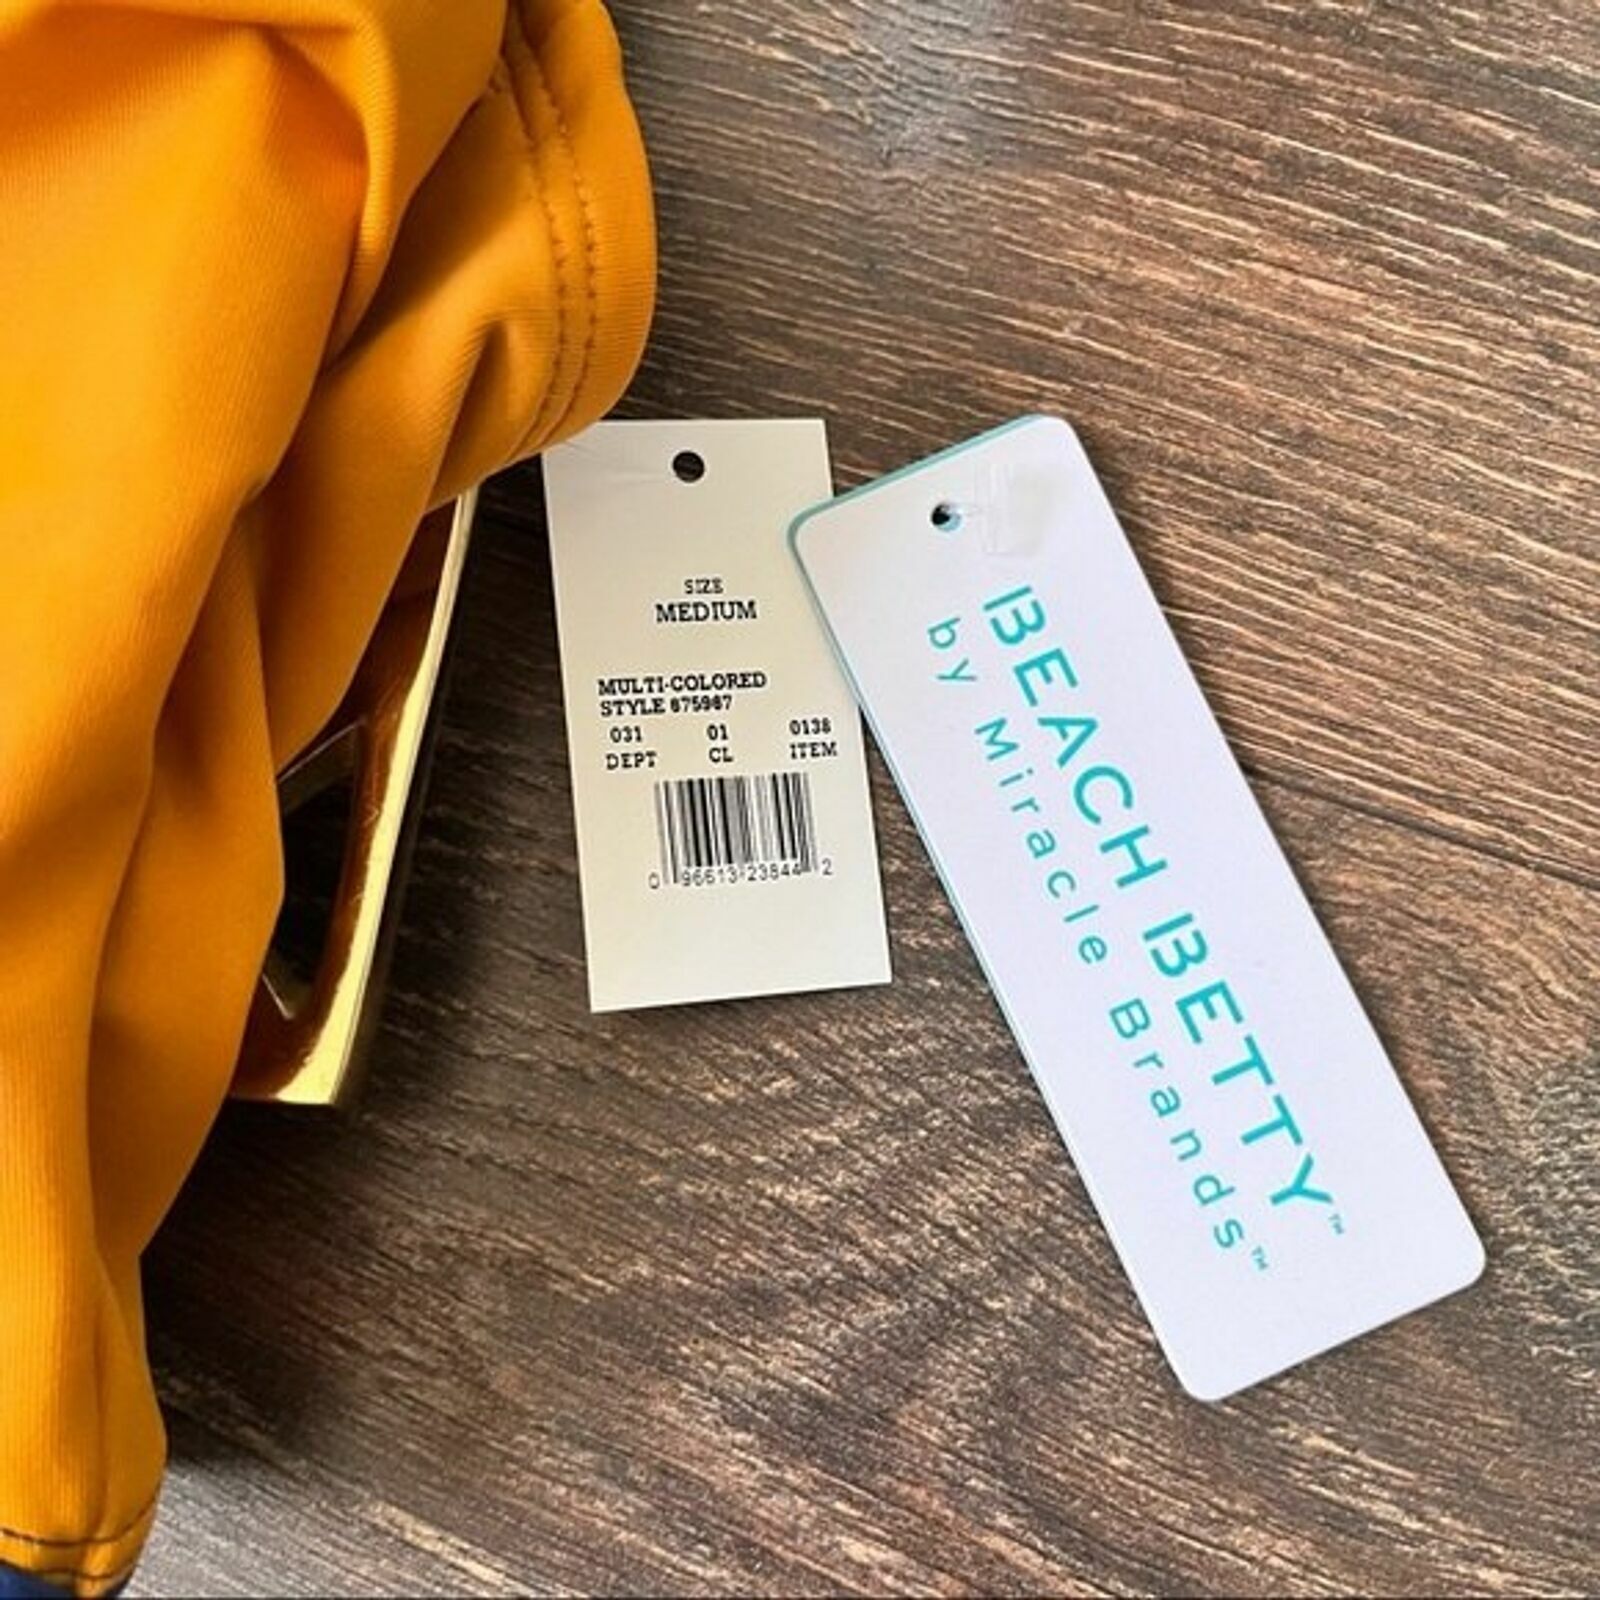 SIZE
MEDIUM
MULTI-COLORED
STYLE 875987
031 01 0138
DEPT CL ITEM
0 96613 23844 2
BEACH BETTY™
by Miracle Brands™